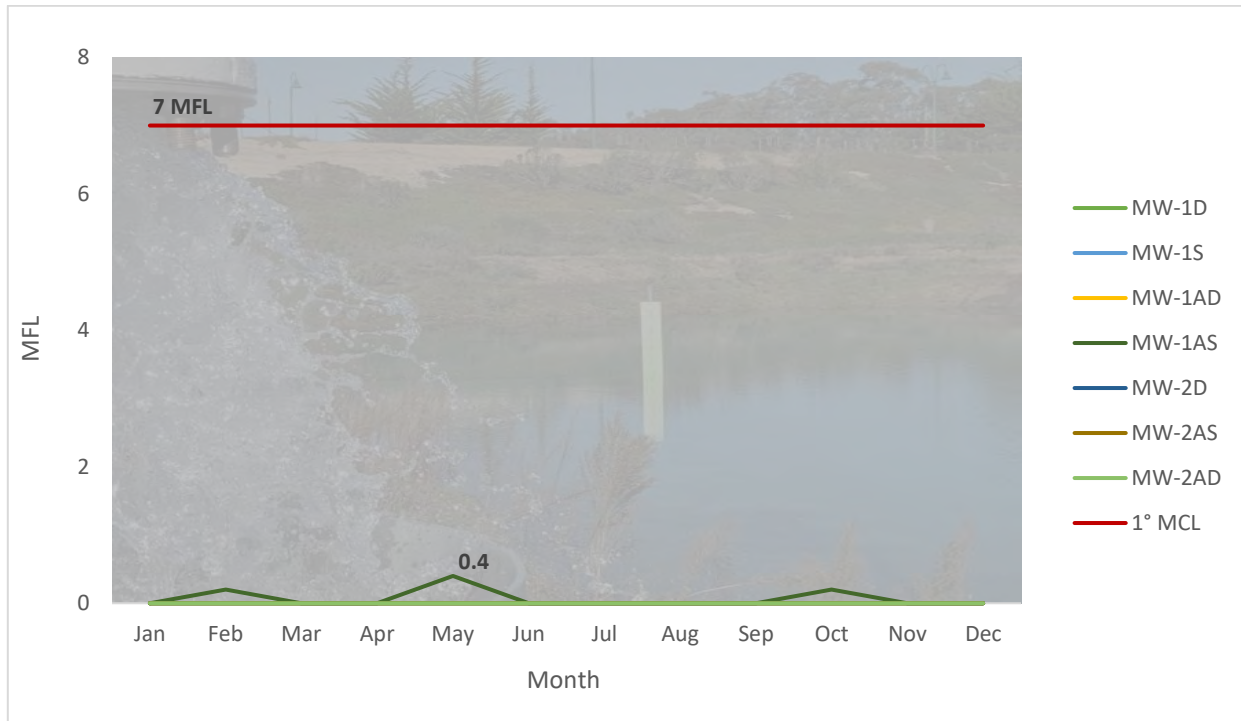 8
7 MFL
6
4
MFL
2
0.4
0
Jan Feb Mar Apr May Jun Jul Aug Sep Oct Nov Dec
Month
MW-1D
MW-1S
MW-1AD
MW-1AS
MW-2D
MW-2AS
MW-2AD
1° MCL